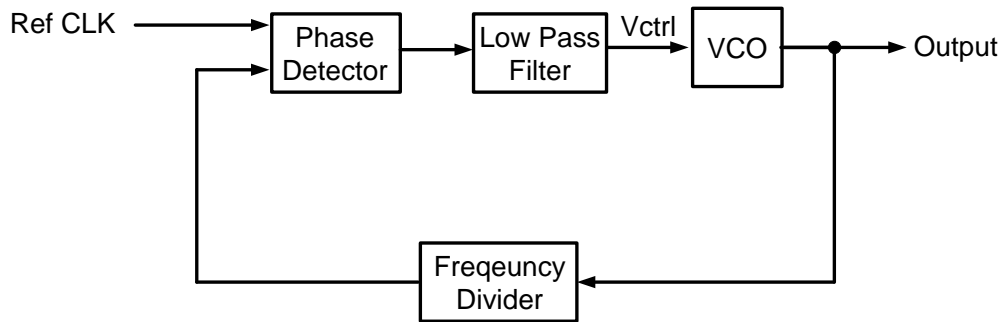 Ref CLK
Phase
Detector
Low Pass
Filter
Vctrl
VCO
Output
Freqeuncy
Divider